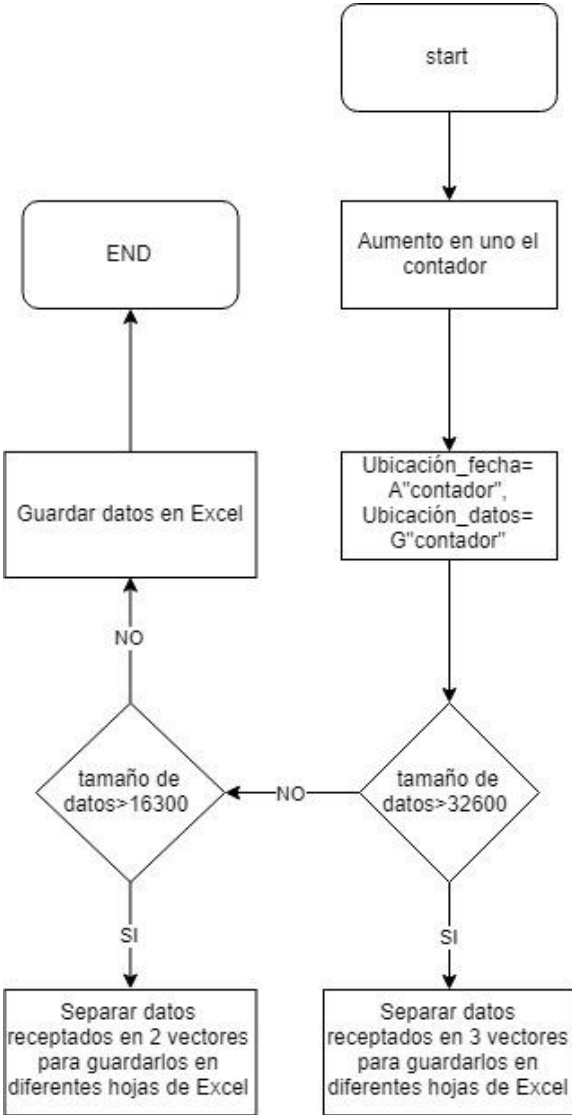 start
Aumento en uno el
contador
END
Ubicación_fecha=
A"contador",
Ubicación_datos=
G"contador"
Guardar datos en Excel
NO
tamaño de
datos>16300
NO
tamaño de
datos>32600
SI
SI
Separar datos
receptados en 2 vectores
para guardarlos en
diferentes hojas de Excel
Separar datos
receptados en 3 vectores
para guardarlos en
diferentes hojas de Excel